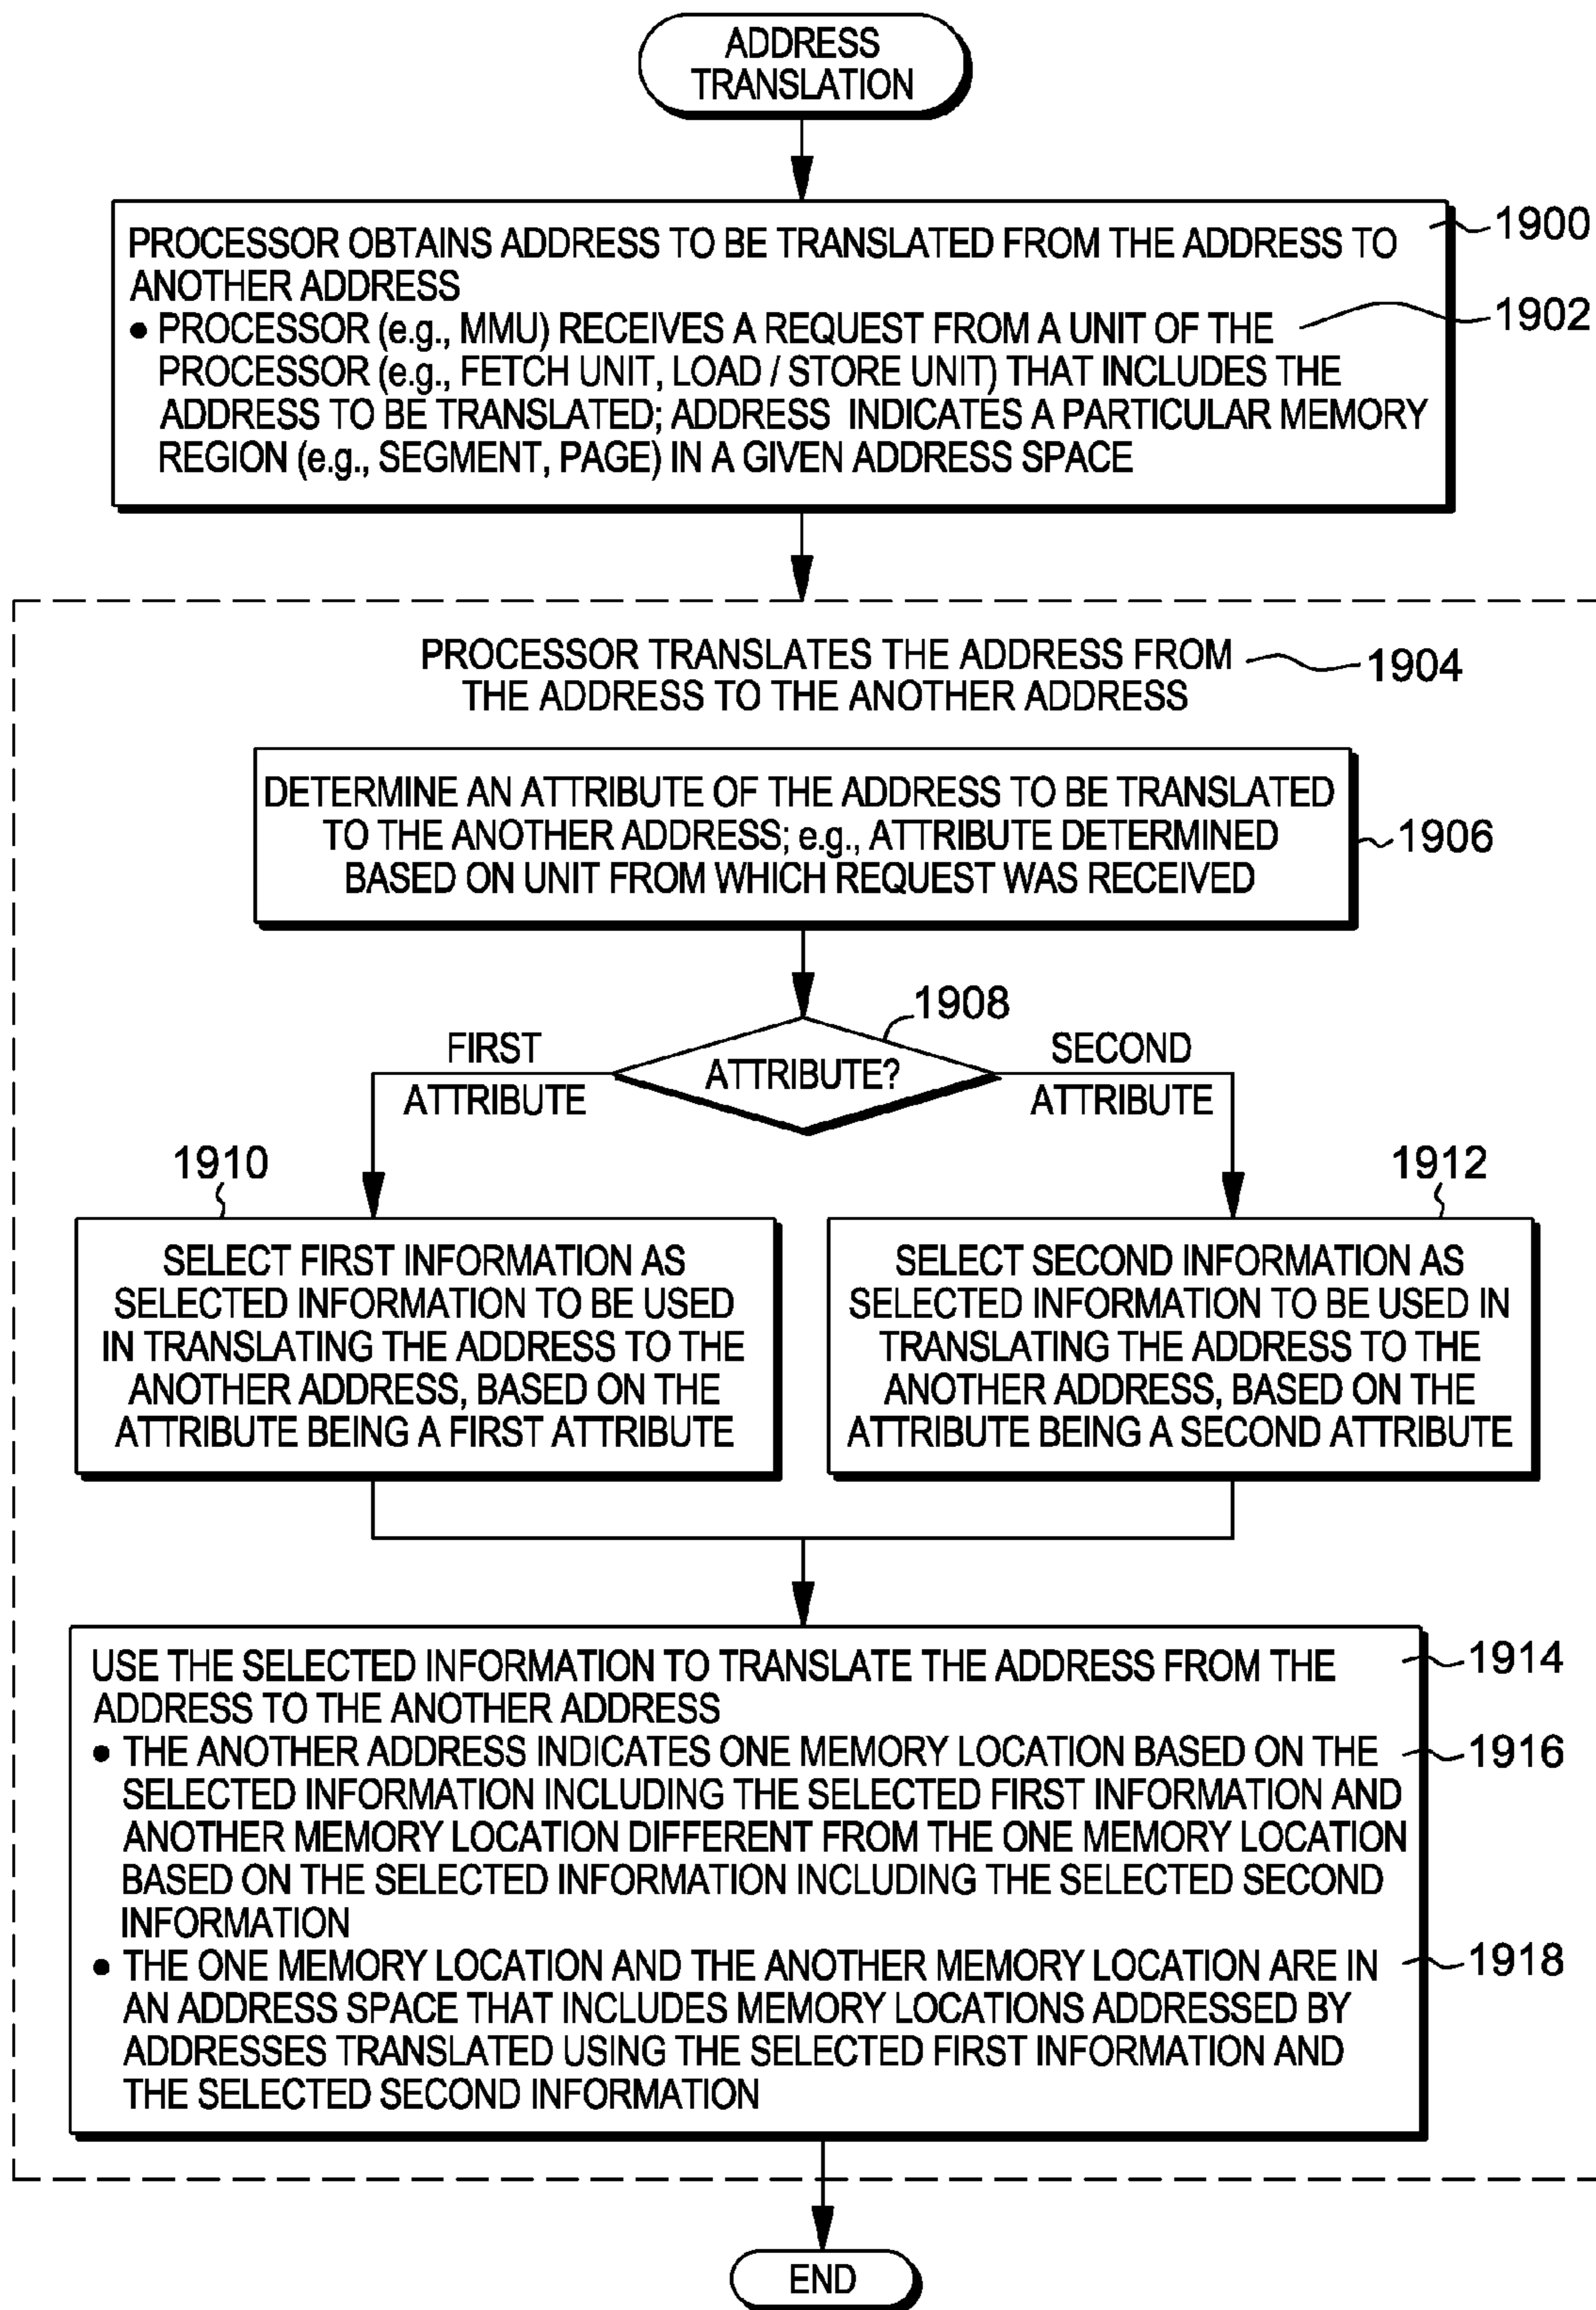 ADDRESS
TRANSLATION
PROCESSOR OBTAINS ADDRESS TO BE TRANSLATED FROM THE ADDRESS TO
ANOTHER ADDRESS
1900
• PROCESSOR (e.g., MMU) RECEIVES A REQUEST FROM A UNIT OF THE
PROCESSOR (e.g., FETCH UNIT, LOAD / STORE UNIT) THAT INCLUDES THE
ADDRESS TO BE TRANSLATED; ADDRESS INDICATES A PARTICULAR MEMORY
REGION (e.g., SEGMENT, PAGE) IN A GIVEN ADDRESS SPACE
1902
PROCESSOR TRANSLATES THE ADDRESS FROM
THE ADDRESS TO THE ANOTHER ADDRESS
1904
DETERMINE AN ATTRIBUTE OF THE ADDRESS TO BE TRANSLATED
TO THE ANOTHER ADDRESS; e.g., ATTRIBUTE DETERMINED
BASED ON UNIT FROM WHICH REQUEST WAS RECEIVED
1906
1908
ATTRIBUTE?
FIRST
ATTRIBUTE
SECOND
ATTRIBUTE
1910
SELECT FIRST INFORMATION AS
SELECTED INFORMATION TO BE USED
IN TRANSLATING THE ADDRESS TO THE
ANOTHER ADDRESS, BASED ON THE
ATTRIBUTE BEING A FIRST ATTRIBUTE
1912
SELECT SECOND INFORMATION AS
SELECTED INFORMATION TO BE USED IN
TRANSLATING THE ADDRESS TO THE
ANOTHER ADDRESS, BASED ON THE
ATTRIBUTE BEING A SECOND ATTRIBUTE
USE THE SELECTED INFORMATION TO TRANSLATE THE ADDRESS FROM THE
ADDRESS TO THE ANOTHER ADDRESS
1914
• THE ANOTHER ADDRESS INDICATES ONE MEMORY LOCATION BASED ON THE
SELECTED INFORMATION INCLUDING THE SELECTED FIRST INFORMATION AND
ANOTHER MEMORY LOCATION DIFFERENT FROM THE ONE MEMORY LOCATION
BASED ON THE SELECTED INFORMATION INCLUDING THE SELECTED SECOND
INFORMATION
1916
• THE ONE MEMORY LOCATION AND THE ANOTHER MEMORY LOCATION ARE IN
AN ADDRESS SPACE THAT INCLUDES MEMORY LOCATIONS ADDRESSED BY
ADDRESSES TRANSLATED USING THE SELECTED FIRST INFORMATION AND
THE SELECTED SECOND INFORMATION
1918
END